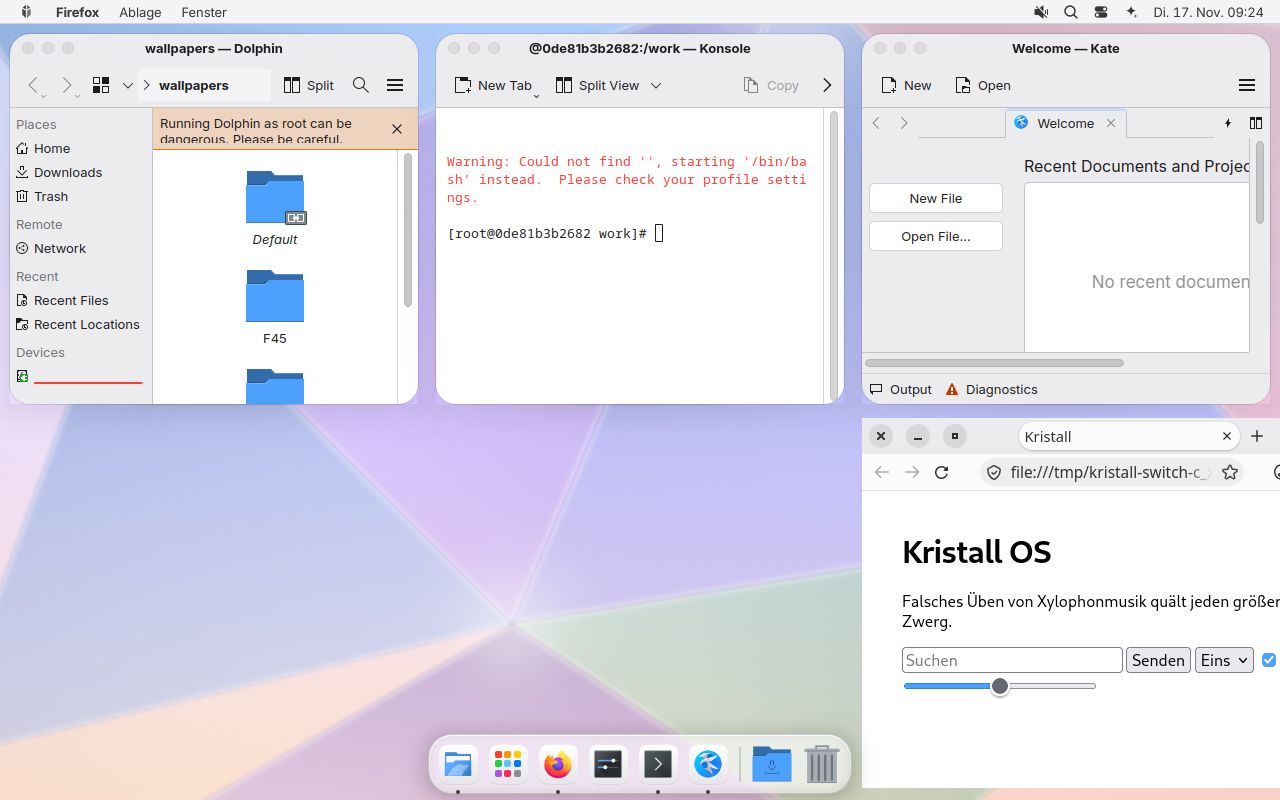 Firefox Ablage Fenster Di. 17. Nov. 09:24
wallpapers — Dolphin
wallpapers Split
Places
Home
Downloads
Trash
Remote
Network
Recent
Recent Files
Recent Locations
Devices
Running Dolphin as root can be
dangerous. Please be careful.
Default
F45
@0de81b3b2682:/work — Konsole
New Tab Split View Copy
Warning: Could not find '', starting '/bin/ba
sh' instead.  Please check your profile setti
ngs.
[root@0de81b3b2682 work]#
Welcome — Kate
New Open
Welcome
New File
Open File...
Recent Documents and Projec
No recent documen
Output Diagnostics
Kristall
file:///tmp/kristall-switch-c_
Kristall OS
Falsches Üben von Xylophonmusik quält jeden größer
Zwerg.
Suchen Senden Eins